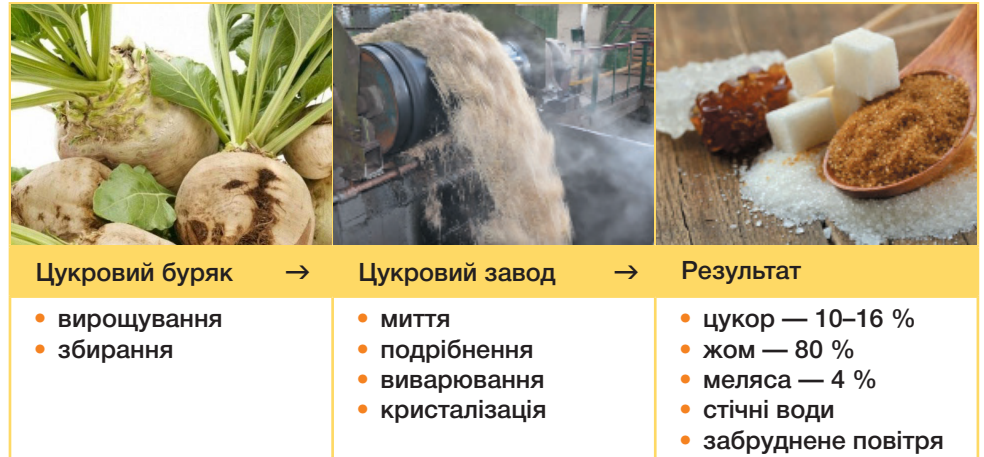 Цукровий буряк →
• вирощування
• збирання
Цукровий завод →
• миття
• подрібнення
• виварювання
• кристалізація
Результат
• цукор — 10–16 %
• жом — 80 %
• меляса — 4 %
• стічні води
• забруднене повітря